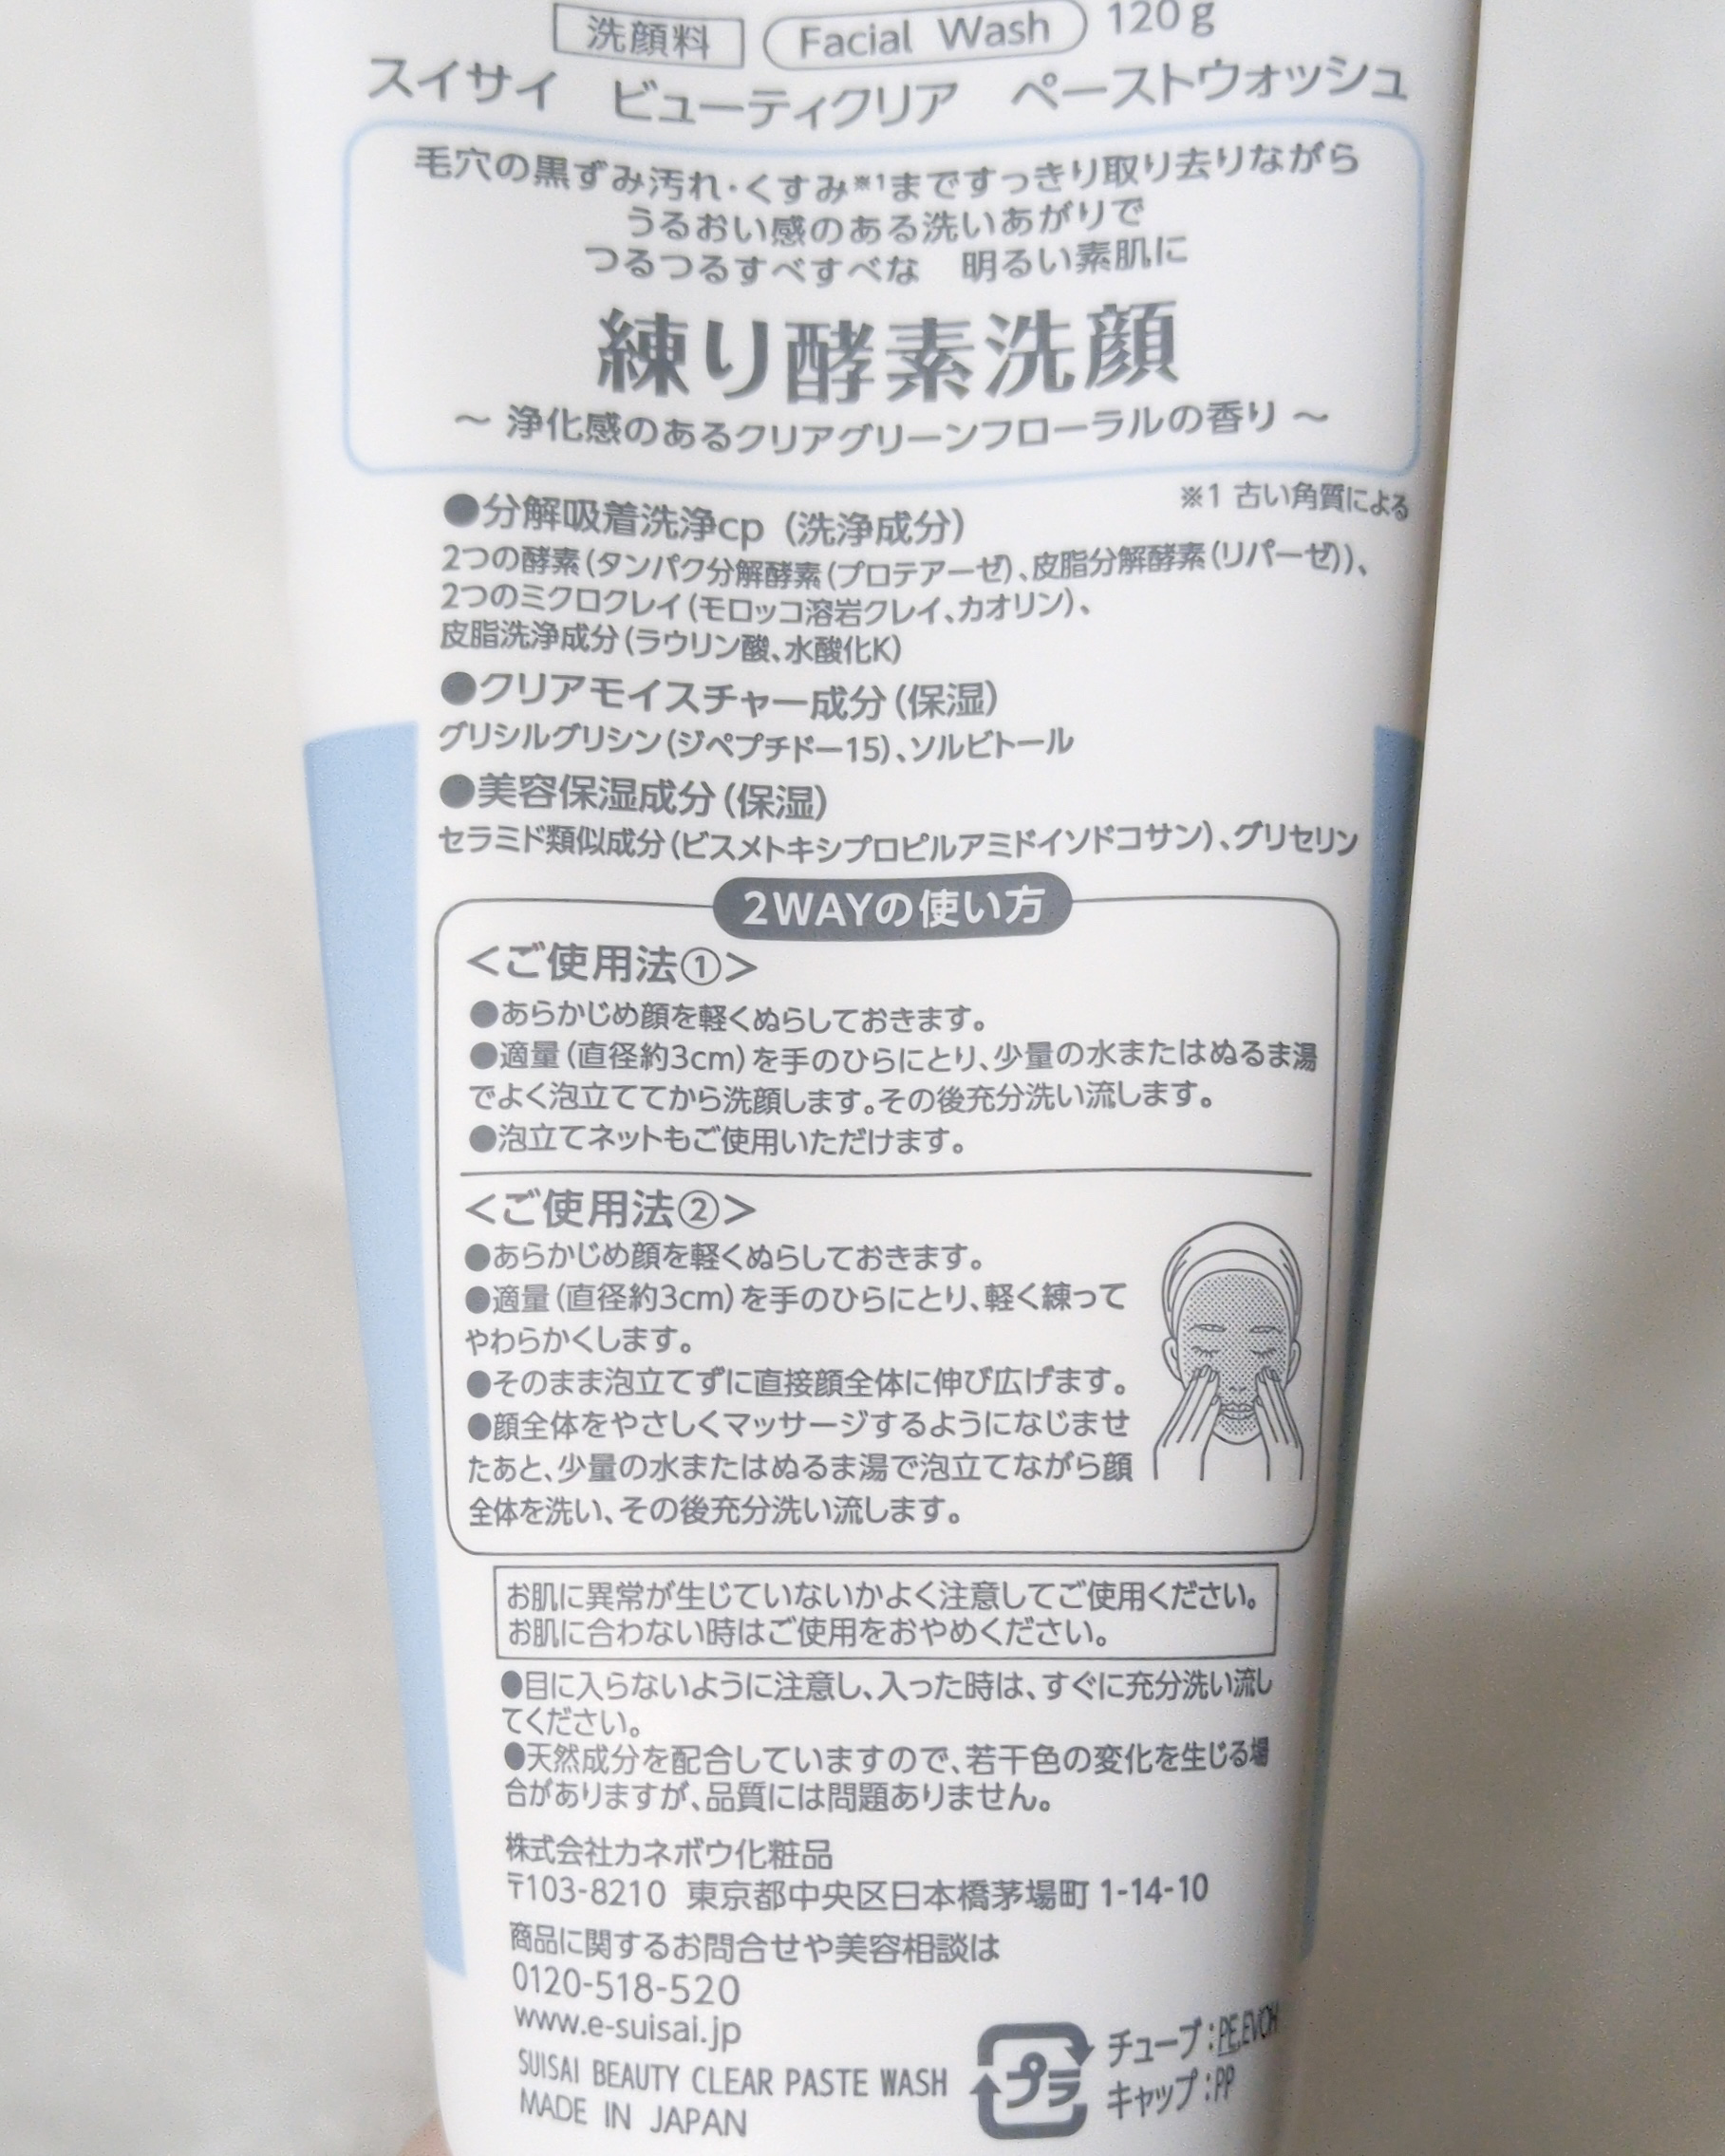 洗顔料 Facial Wash 120g
スイサイ ビューティクリア ペーストウォッシュ
毛穴の黒ずみ汚れ・くすみ※1まですっきり取り去りながら
うるおい感のある洗いあがりで
つるつるすべすべな 明るい素肌に
練り酵素洗顔
～ 浄化感のあるクリアグリーンフローラルの香り ～
※1 古い角質による
●分解吸着洗浄cp (洗浄成分)
2つの酵素(タンパク分解酵素(プロテアーゼ)、皮脂分解酵素(リパーゼ))、
2つのミクロクレイ(モロッコ溶岩クレイ、カオリン)、
皮脂洗浄成分(ラウリン酸、水酸化K)
●クリアモイスチャー成分(保湿)
グリシルグリシン(ジペプチドー15)、ソルビトール
●美容保湿成分(保湿)
セラミド類似成分(ビスメトキシプロピルアミドイソドコサン)、グリセリン
2WAYの使い方
＜ご使用法①＞
●あらかじめ顔を軽くぬらしておきます。
●適量(直径約3cm)を手のひらにとり、少量の水またはぬるま湯
でよく泡立ててから洗顔します。その後充分洗い流します。
●泡立てネットもご使用いただけます。
＜ご使用法②＞
●あらかじめ顔を軽くぬらしておきます。
●適量(直径約3cm)を手のひらにとり、軽く練って
やわらかくします。
●そのまま泡立てずに直接顔全体に伸び広げます。
●顔全体をやさしくマッサージするようになじませ
たあと、少量の水またはぬるま湯で泡立てながら顔
全体を洗い、その後充分洗い流します。
お肌に異常が生じていないかよく注意してご使用ください。
お肌に合わない時はご使用をおやめください。
●目に入らないように注意し、入った時は、すぐに充分洗い流し
てください。
●天然成分を配合していますので、若干色の変化を生じる場
合がありますが、品質には問題ありません。
株式会社カネボウ化粧品
〒103-8210 東京都中央区日本橋茅場町 1-14-10
商品に関するお問合せや美容相談は
0120-518-520
www.e-suisai.jp
SUISAI BEAUTY CLEAR PASTE WASH
MADE IN JAPAN
プラ
チューブ:PE,EVOH
キャップ:PP